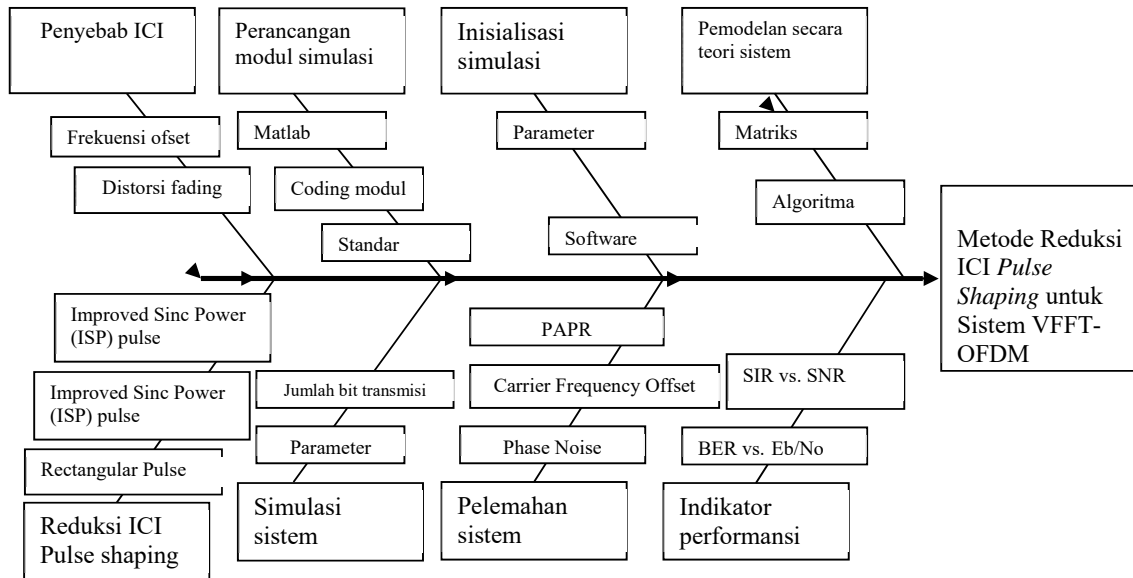 Penyebab ICI
Perancangan
modul simulasi
Inisialisasi
simulasi
Pemodelan secara
teori sistem
Frekuensi ofset
Matlab
Parameter
Matriks
Distorsi fading
Coding modul
Algoritma
Standar
Software
Metode Reduksi
ICI Pulse
Shaping untuk
Sistem VFFT-
OFDM
Improved Sinc Power
(ISP) pulse
PAPR
Improved Sinc Power
(ISP) pulse
Jumlah bit transmisi
Carrier Frequency Offset
SIR vs. SNR
Rectangular Pulse
Parameter
Phase Noise
BER vs. Eb/No
Reduksi ICI
Pulse shaping
Simulasi
sistem
Pelemahan
sistem
Indikator
performansi